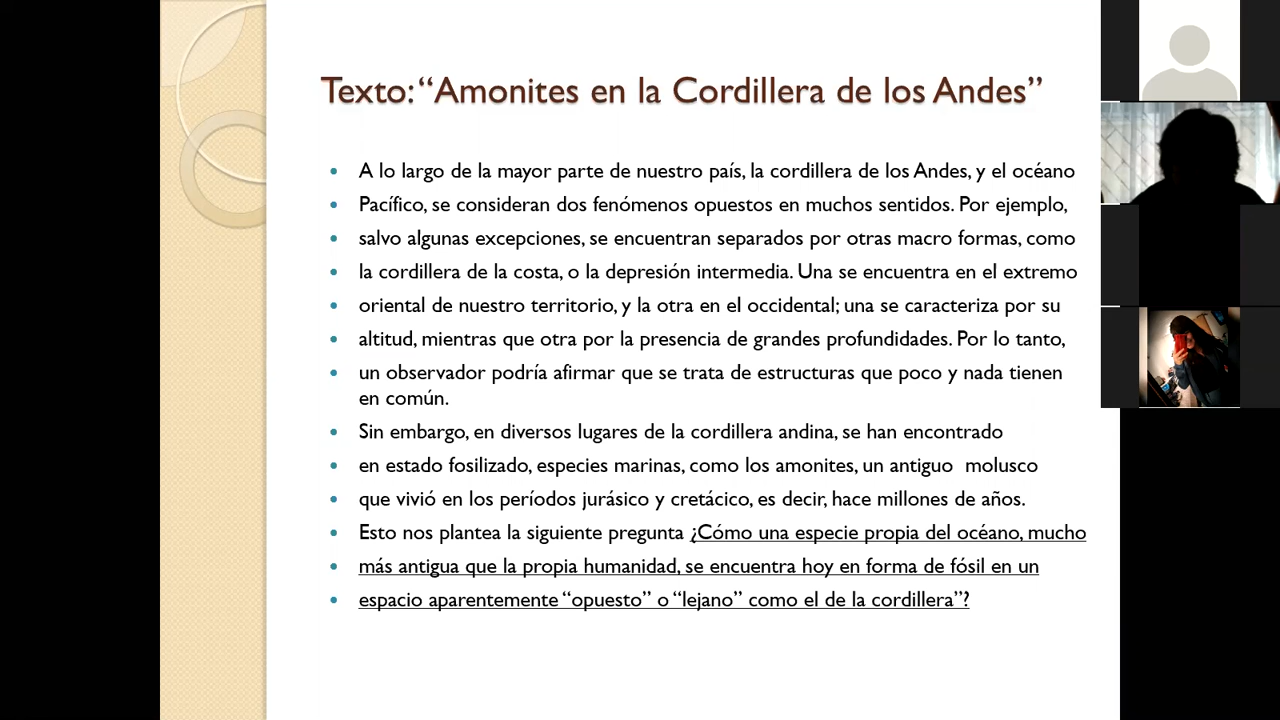 Texto: “Amonites en la Cordillera de los Andes”
• A lo largo de la mayor parte de nuestro país, la cordillera de los Andes, y el océano
• Pacífico, se consideran dos fenómenos opuestos en muchos sentidos. Por ejemplo,
• salvo algunas excepciones, se encuentran separados por otras macro formas, como
• la cordillera de la costa, o la depresión intermedia. Una se encuentra en el extremo
• oriental de nuestro territorio, y la otra en el occidental; una se caracteriza por su
• altitud, mientras que otra por la presencia de grandes profundidades. Por lo tanto,
• un observador podría afirmar que se trata de estructuras que poco y nada tienen
en común.
• Sin embargo, en diversos lugares de la cordillera andina, se han encontrado
• en estado fosilizado, especies marinas, como los amonites, un antiguo  molusco
• que vivió en los períodos jurásico y cretácico, es decir, hace millones de años.
• Esto nos plantea la siguiente pregunta ¿Cómo una especie propia del océano, mucho
• más antigua que la propia humanidad, se encuentra hoy en forma de fósil en un
• espacio aparentemente “opuesto” o “lejano” como el de la cordillera”?